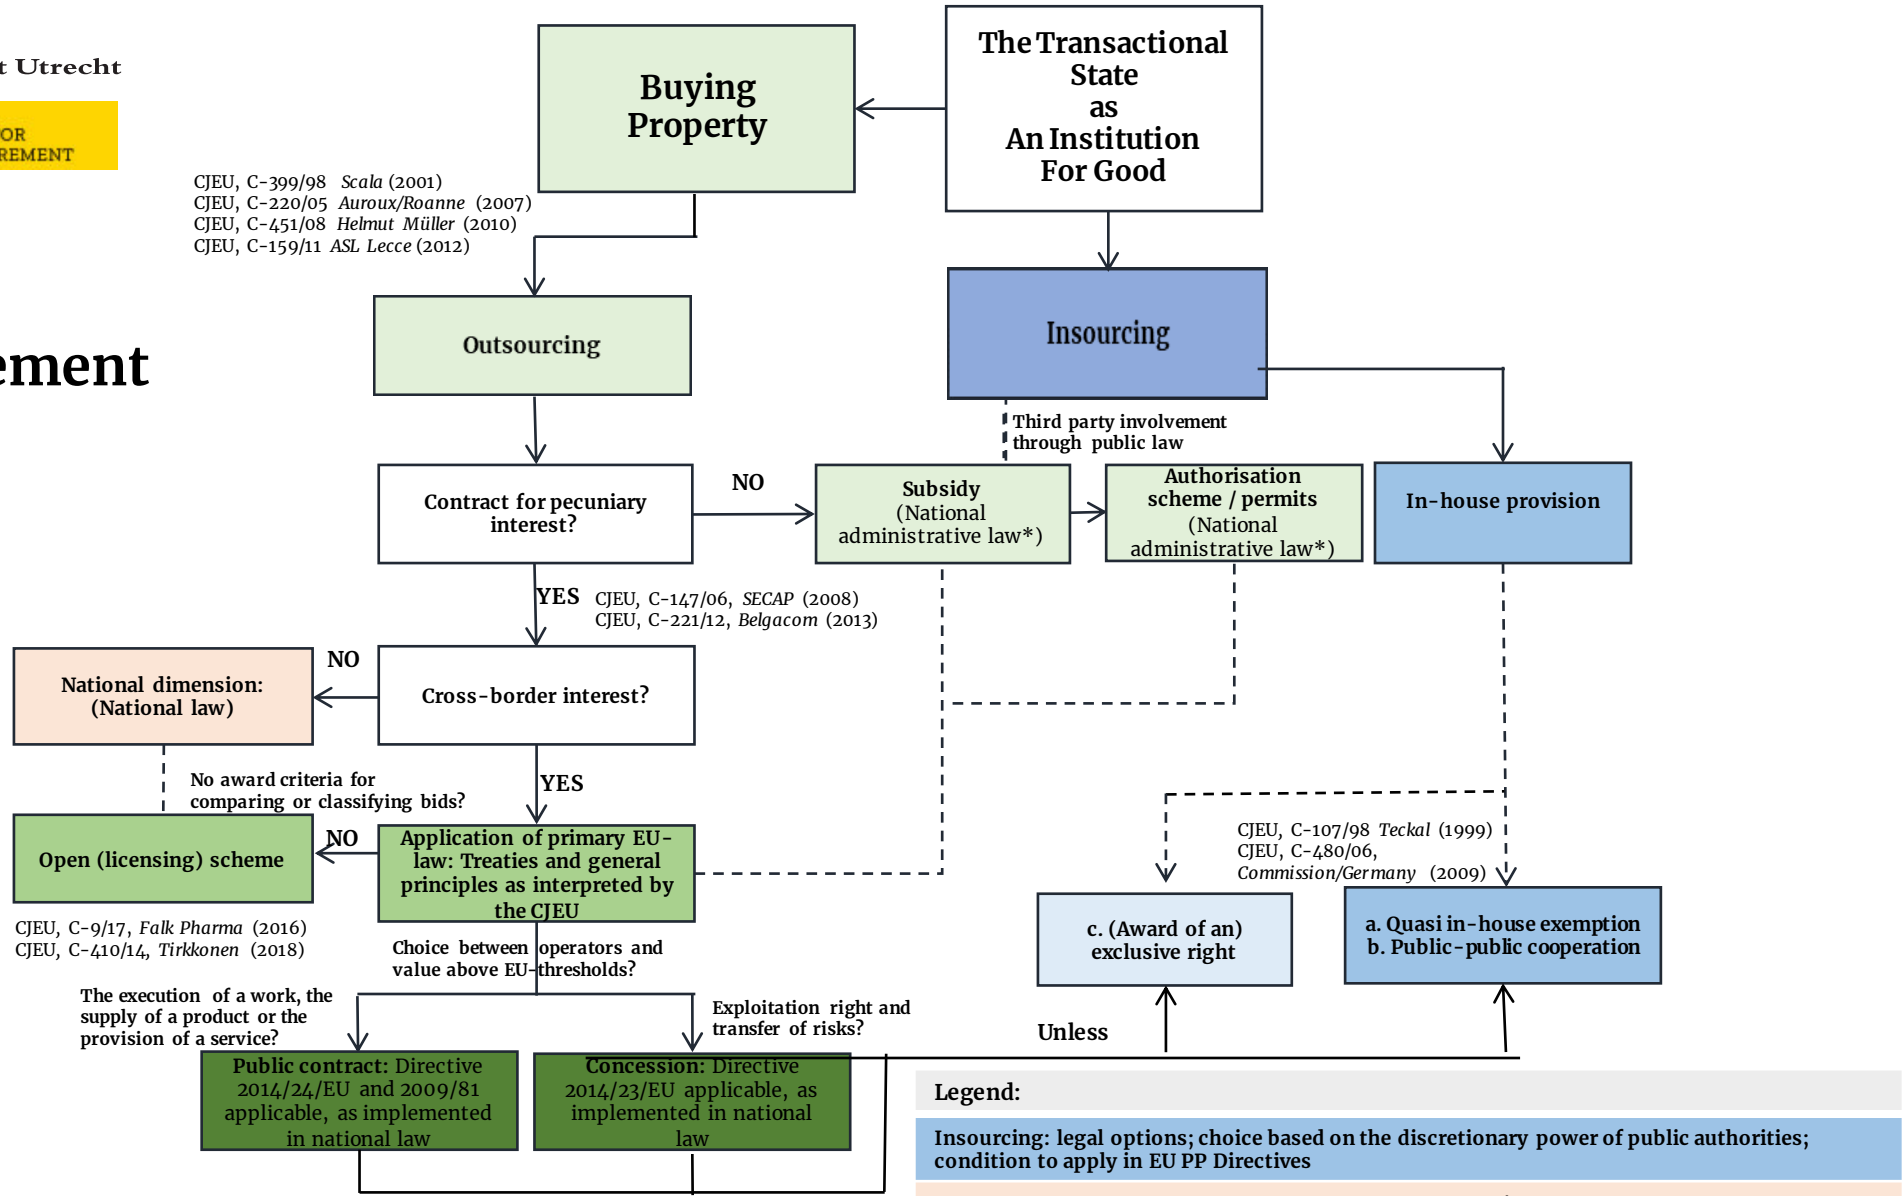 t Utrecht
OR
REMENT
ement
Buying
Property
The Transactional
State
as
An Institution
For Good
CJEU, C-399/98 Scala (2001)
CJEU, C-220/05 Auroux/Roanne (2007)
CJEU, C-451/08 Helmut Müller (2010)
CJEU, C-159/11 ASL Lecce (2012)
Outsourcing
Insourcing
Third party involvement
through public law
Contract for pecuniary
interest?
NO
Subsidy
(National
administrative law*)
Authorisation
scheme / permits
(National
administrative law*)
In-house provision
YES
CJEU, C-147/06, SECAP (2008)
CJEU, C-221/12, Belgacom (2013)
National dimension:
(National law)
NO
Cross-border interest?
No award criteria for
comparing or classifying bids?
YES
Open (licensing) scheme
NO
Application of primary EU-
law: Treaties and general
principles as interpreted by
the CJEU
CJEU, C-107/98 Teckal (1999)
CJEU, C-480/06,
Commission/Germany (2009)
CJEU, C-9/17, Falk Pharma (2016)
CJEU, C-410/14, Tirkkonen (2018)
c. (Award of an)
exclusive right
a. Quasi in-house exemption
b. Public-public cooperation
Choice between operators and
value above EU-thresholds?
The execution of a work, the
supply of a product or the
provision of a service?
Exploitation right and
transfer of risks?
Unless
Public contract: Directive
2014/24/EU and 2009/81
applicable, as implemented
in national law
Concession: Directive
2014/23/EU applicable, as
implemented in national
law
Legend:
Insourcing: legal options; choice based on the discretionary power of public authorities;
condition to apply in EU PP Directives